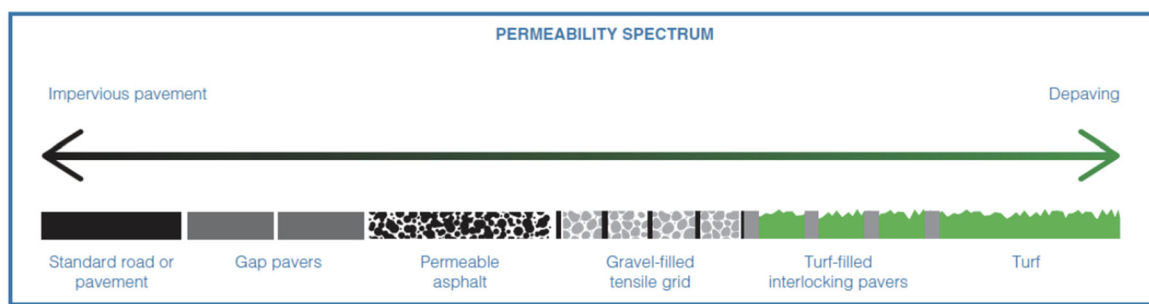 PERMEABILITY SPECTRUM
Impervious pavement
Depaving
Standard road or
pavement
Gap pavers
Permeable
asphalt
Gravel-filled
tensile grid
Turf-filled
interlocking pavers
Turf